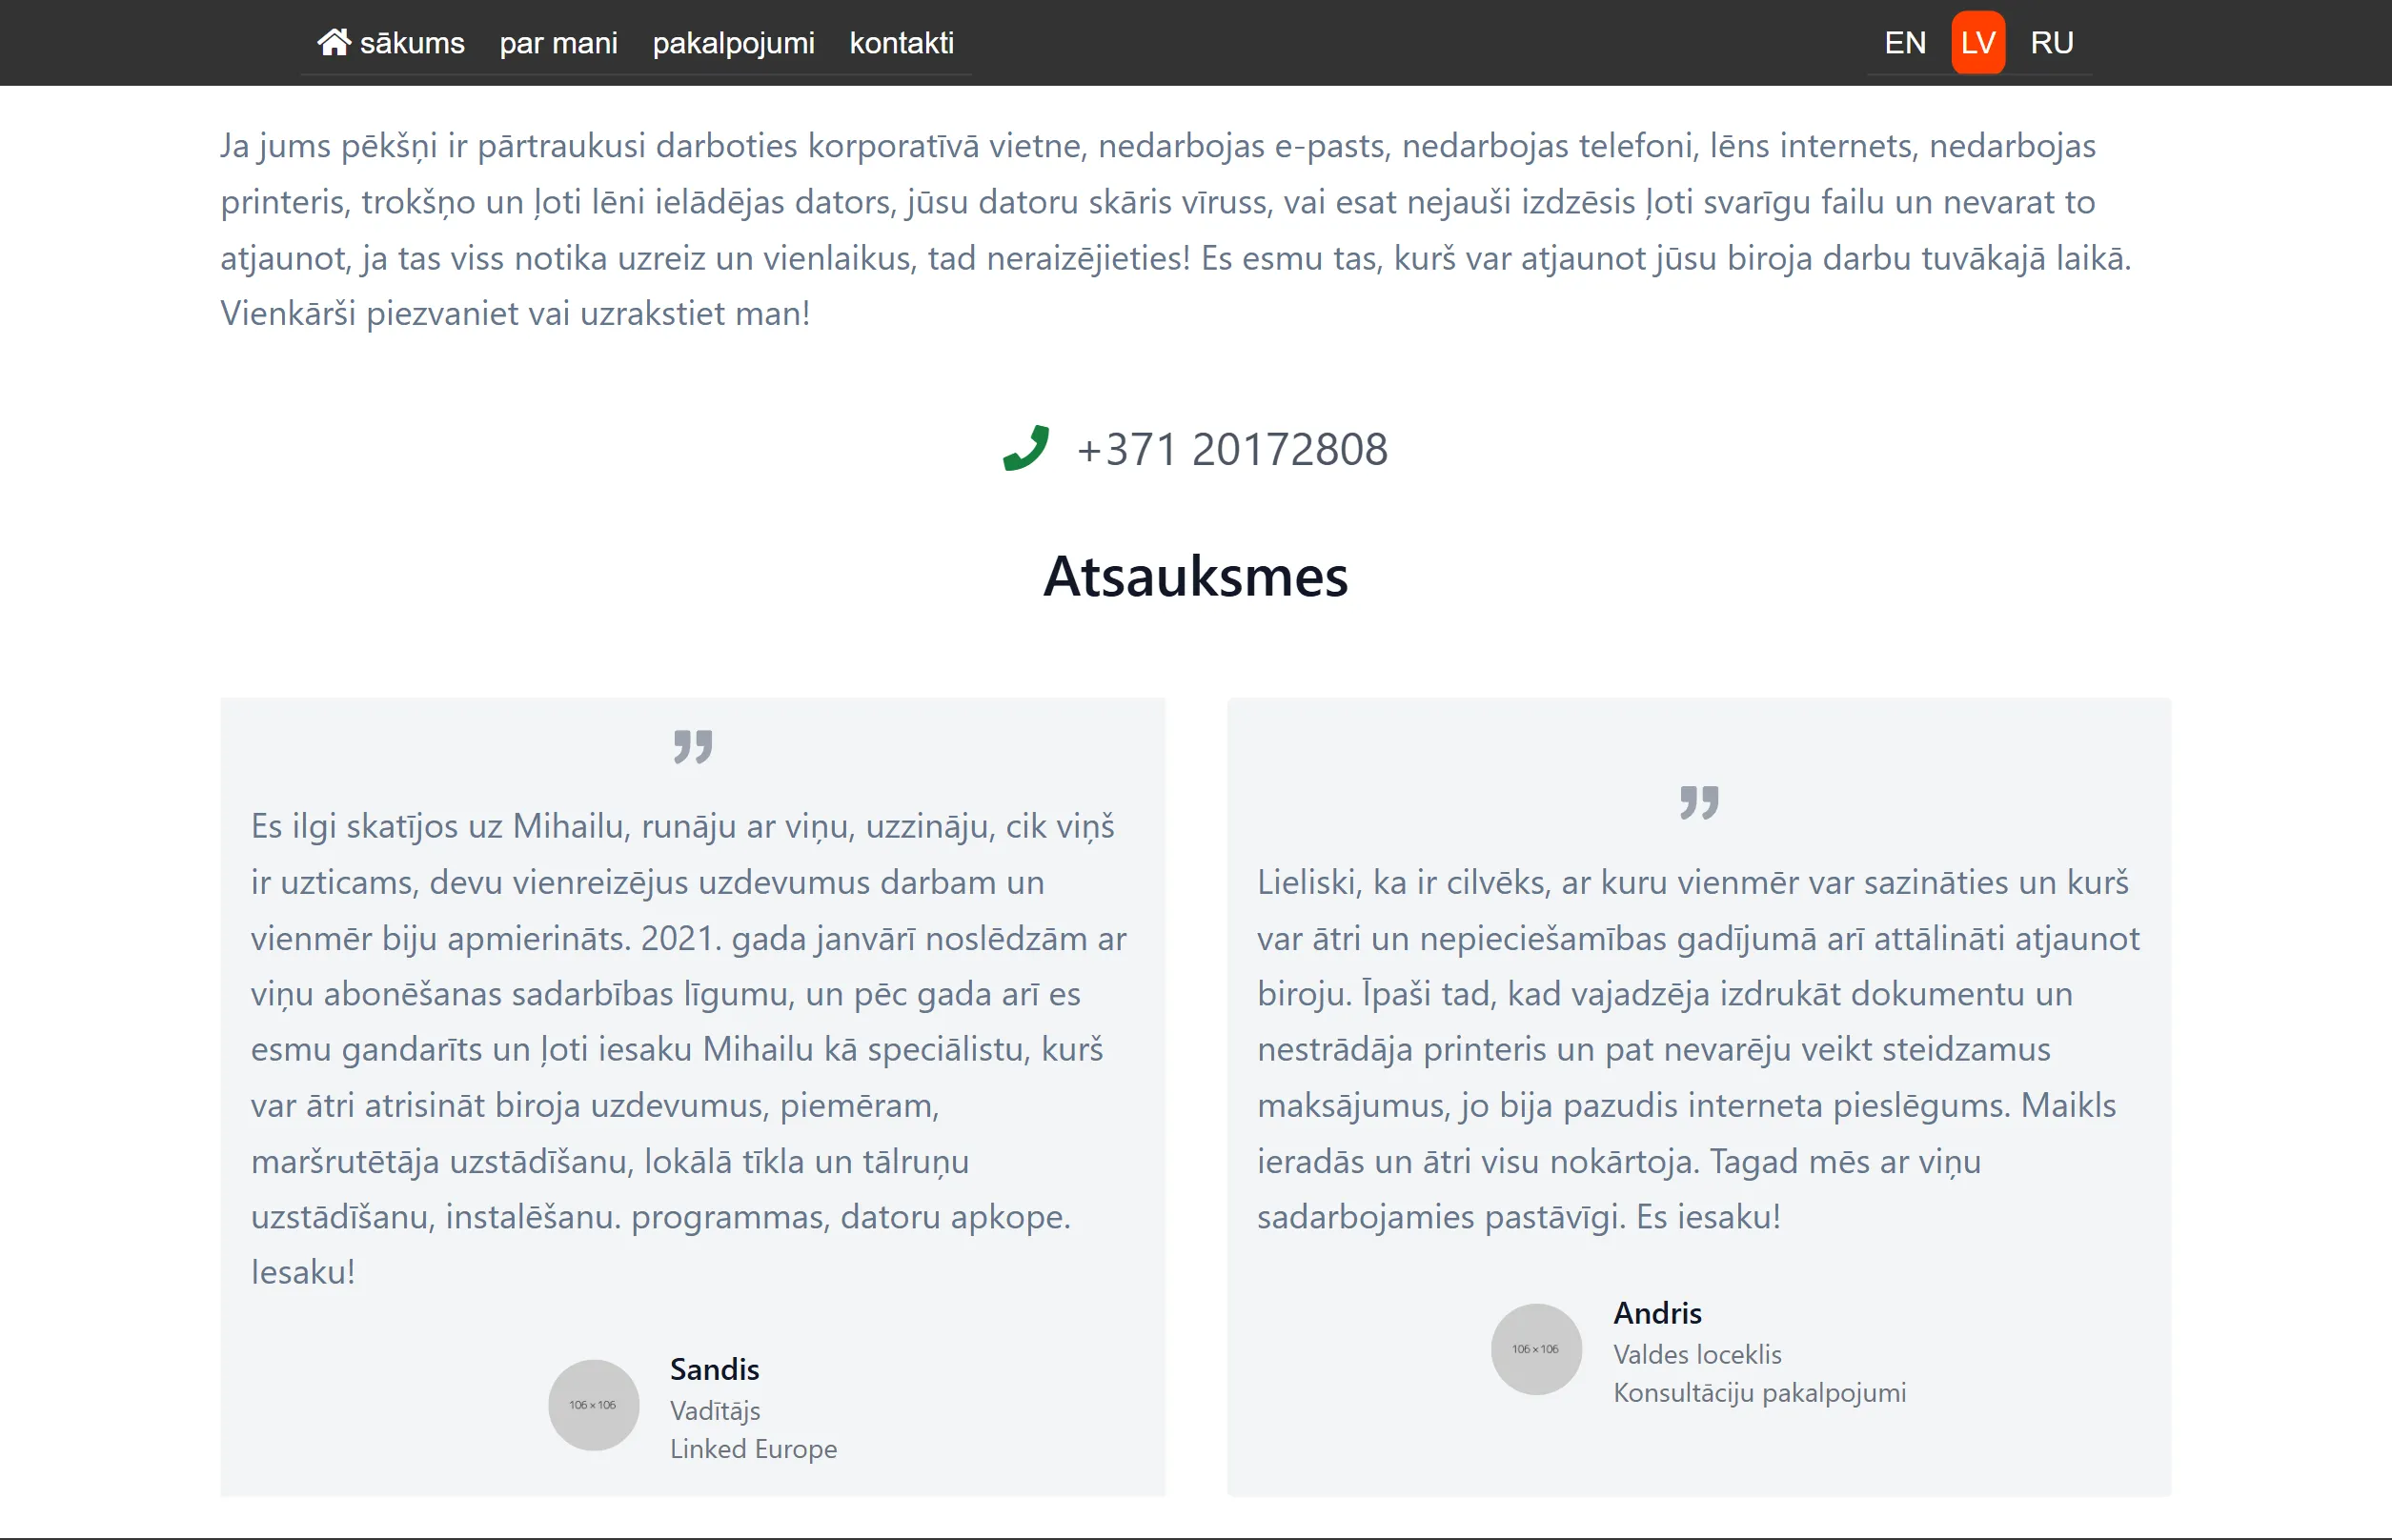 sākums par mani pakalpojumi kontakti EN LV RU
Ja jums pēkšņi ir pārtraukusi darboties korporatīvā vietne, nedarbojas e-pasts, nedarbojas telefoni, lēns internets, nedarbojas
printeris, trokšņo un ļoti lēni ielādējas dators, jūsu datoru skāris vīruss, vai esat nejauši izdzēsis ļoti svarīgu failu un nevarat to
atjaunot, ja tas viss notika uzreiz un vienlaikus, tad neraizējieties! Es esmu tas, kurš var atjaunot jūsu biroja darbu tuvākajā laikā.
Vienkārši piezvaniet vai uzrakstiet man!
+371 20172808
Atsauksmes
Es ilgi skatījos uz Mihailu, runāju ar viņu, uzzināju, cik viņš
ir uzticams, devu vienreizējus uzdevumus darbam un
vienmēr biju apmierināts. 2021. gada janvārī noslēdzām ar
viņu abonēšanas sadarbības līgumu, un pēc gada arī es
esmu gandarīts un ļoti iesaku Mihailu kā speciālistu, kurš
var ātri atrisināt biroja uzdevumus, piemēram,
maršrutētāja uzstādīšanu, lokālā tīkla un tālruņu
uzstādīšanu, instalēšanu. programmas, datoru apkope.
Iesaku!
106 × 106
Sandis
Vadītājs
Linked Europe
Lieliski, ka ir cilvēks, ar kuru vienmēr var sazināties un kurš
var ātri un nepieciešamības gadījumā arī attālināti atjaunot
biroju. Īpaši tad, kad vajadzēja izdrukāt dokumentu un
nestrādāja printeris un pat nevarēju veikt steidzamus
maksājumus, jo bija pazudis interneta pieslēgums. Maikls
ieradās un ātri visu nokārtoja. Tagad mēs ar viņu
sadarbojamies pastāvīgi. Es iesaku!
106 × 106
Andris
Valdes loceklis
Konsultāciju pakalpojumi